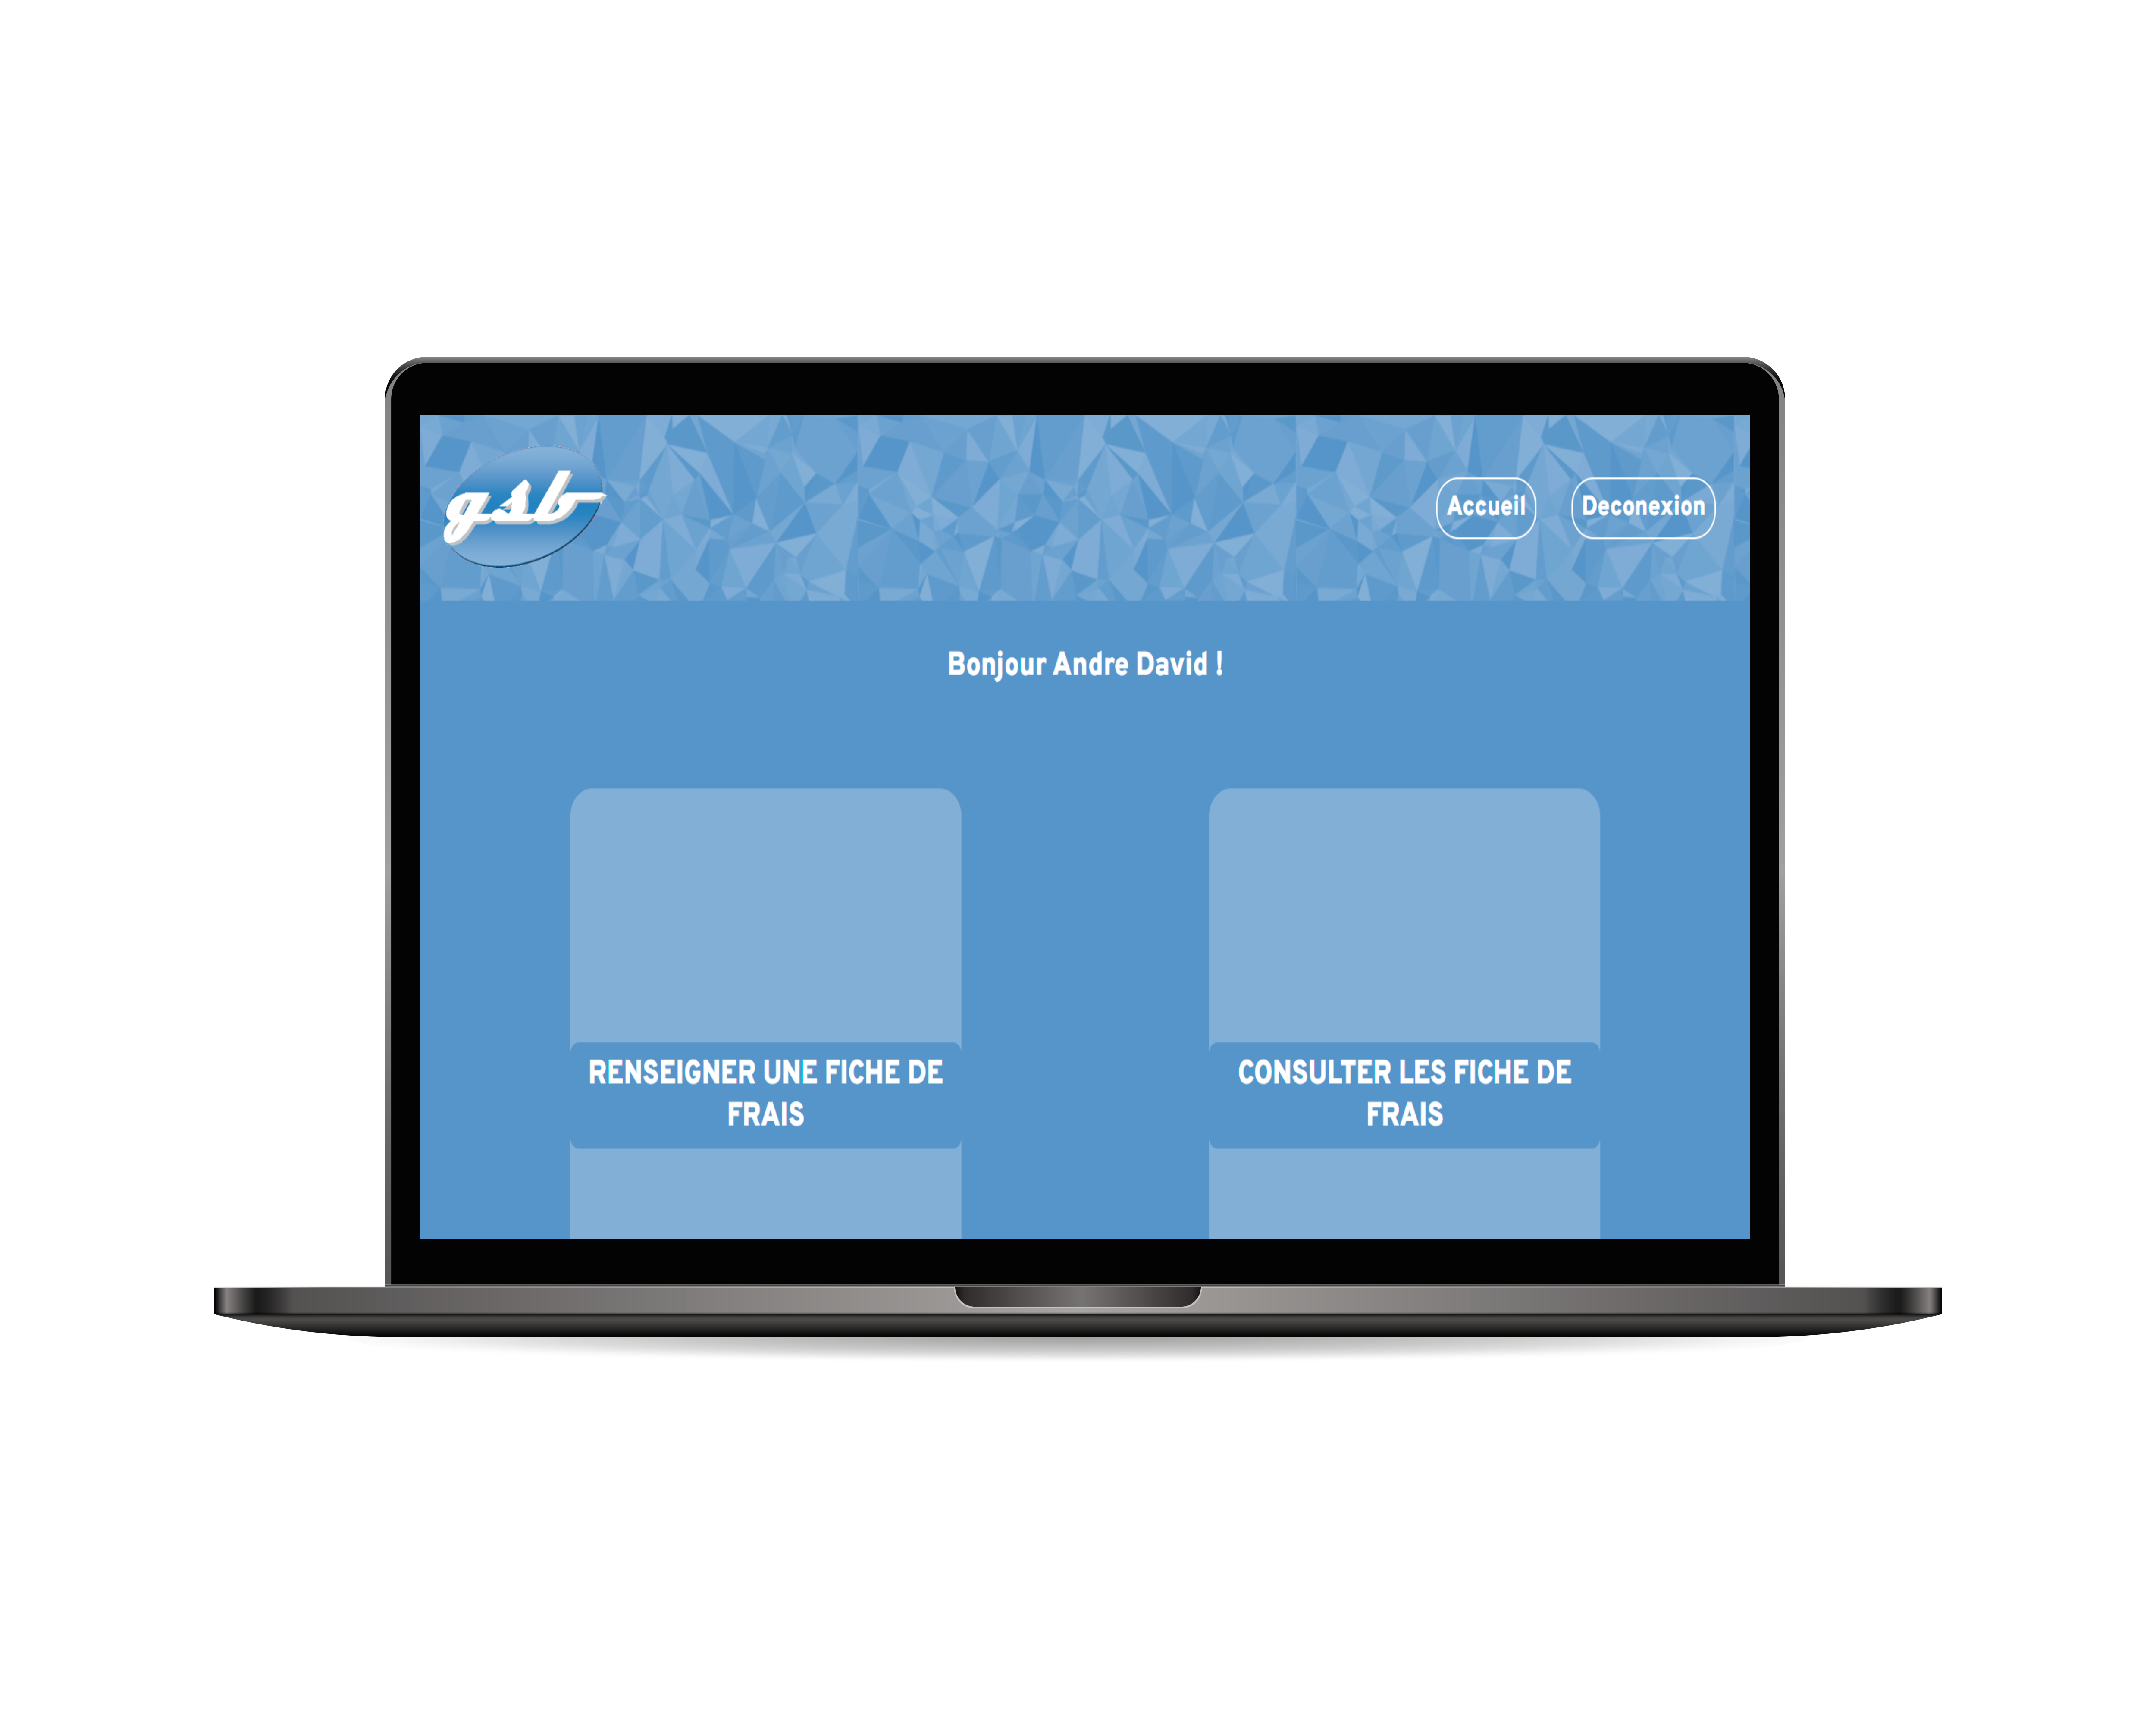 gsb
Accueil
Deconexion
Bonjour Andre David !
RENSEIGNER UNE FICHE DE
FRAIS
CONSULTER LES FICHE DE
FRAIS